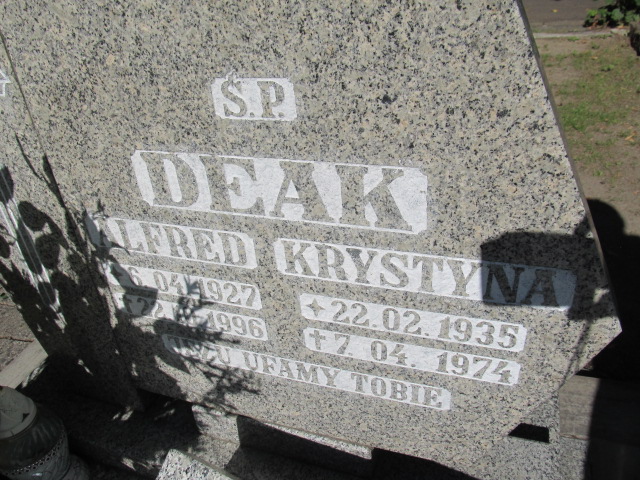 Ś.P.
DEAK
ALFRED KRYSTYNA
6.04.1927 + 22.02.1935
1996 + 7.04.1974
UFAMY TOBIE